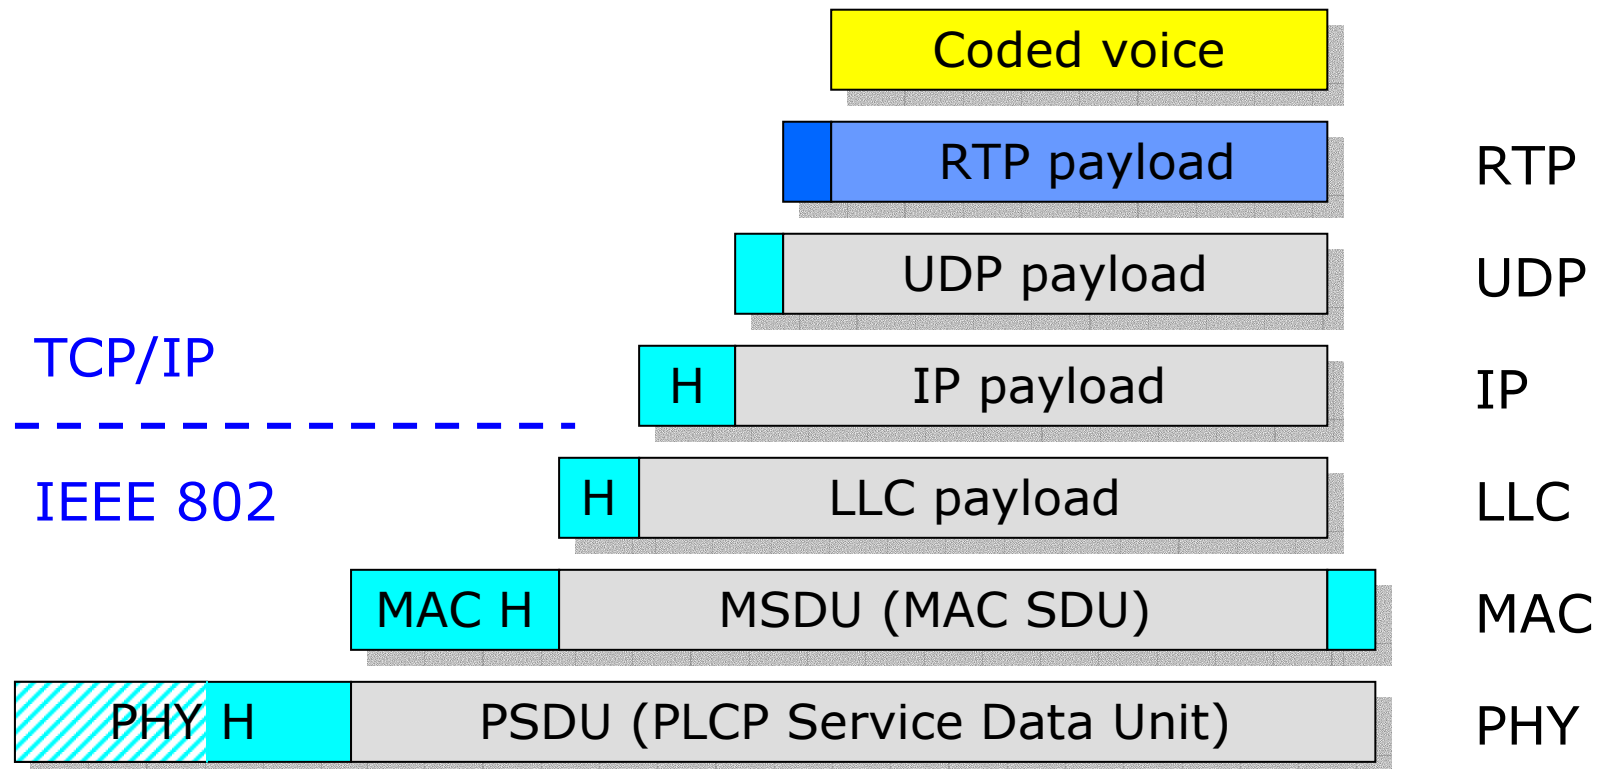 Coded voice
RTP payload RTP
UDP payload UDP
TCP/IP
H IP payload IP
IEEE 802
H LLC payload LLC
MAC H MSDU (MAC SDU) MAC
PHY H PSDU (PLCP Service Data Unit) PHY